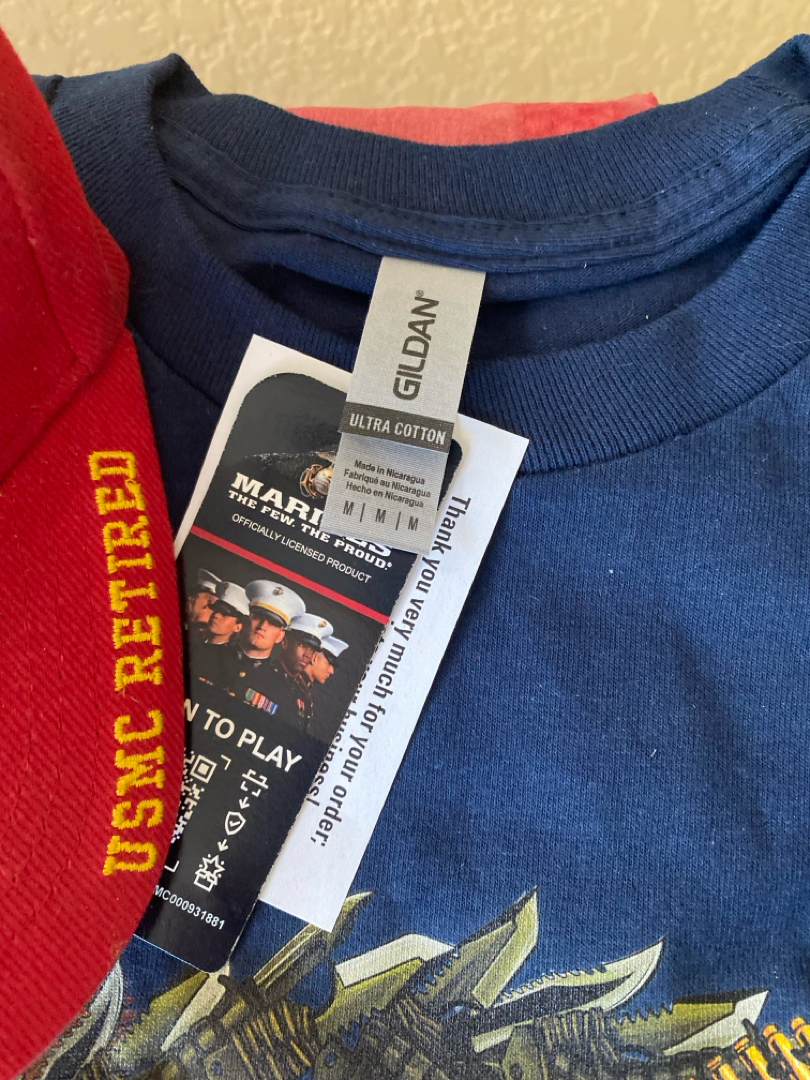 USMC RETIRED
GILDAN®
ULTRA COTTON
Made in Nicaragua
Fabriqué au Nicaragua
Hecho en Nicaragua
M | M | M
THE FEW. THE PROUD.®
OFFICIALLY LICENSED PRODUCT
TO PLAY
MC000931881
Thank you very much for your order;
business!